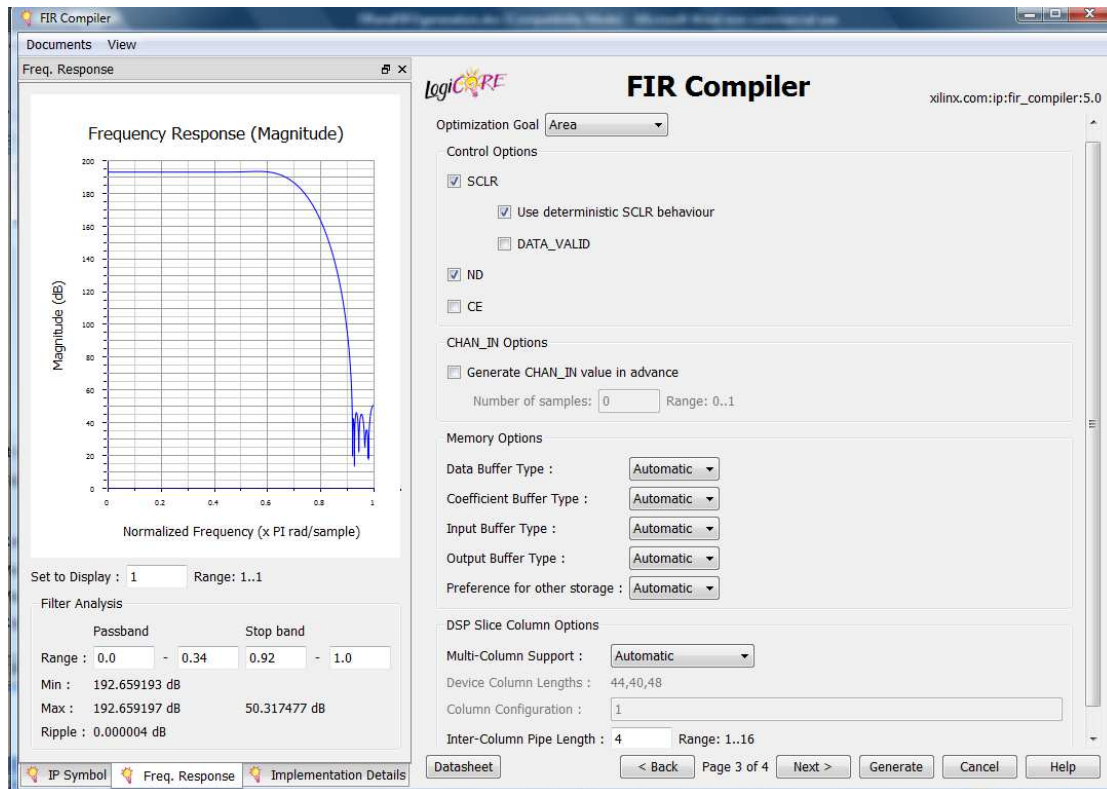 FIR Compiler
Documents View
Freq. Response
Frequency Response (Magnitude)
200
180
160
140
120
100
80
60
40
20
0
Magnitude (dB)
0 0.2 0.4 0.6 0.8 1
Normalized Frequency (x PI rad/sample)
Set to Display : 1 Range: 1..1
Filter Analysis
Passband Stop band
Range : 0.0 - 0.34 0.92 - 1.0
Min : 192.659193 dB
Max : 192.659197 dB 50.317477 dB
Ripple : 0.000004 dB
IP Symbol Freq. Response Implementation Details
LogiCORE
FIR Compiler
xilinx.com:ip:fir_compiler:5.0
Optimization Goal Area
Control Options
SCLR
Use deterministic SCLR behaviour
DATA_VALID
ND
CE
CHAN_IN Options
Generate CHAN_IN value in advance
Number of samples: 0 Range: 0..1
Memory Options
Data Buffer Type : Automatic
Coefficient Buffer Type : Automatic
Input Buffer Type : Automatic
Output Buffer Type : Automatic
Preference for other storage : Automatic
DSP Slice Column Options
Multi-Column Support : Automatic
Device Column Lengths : 44,40,48
Column Configuration : 1
Inter-Column Pipe Length : 4 Range: 1..16
Datasheet < Back Page 3 of 4 Next > Generate Cancel Help